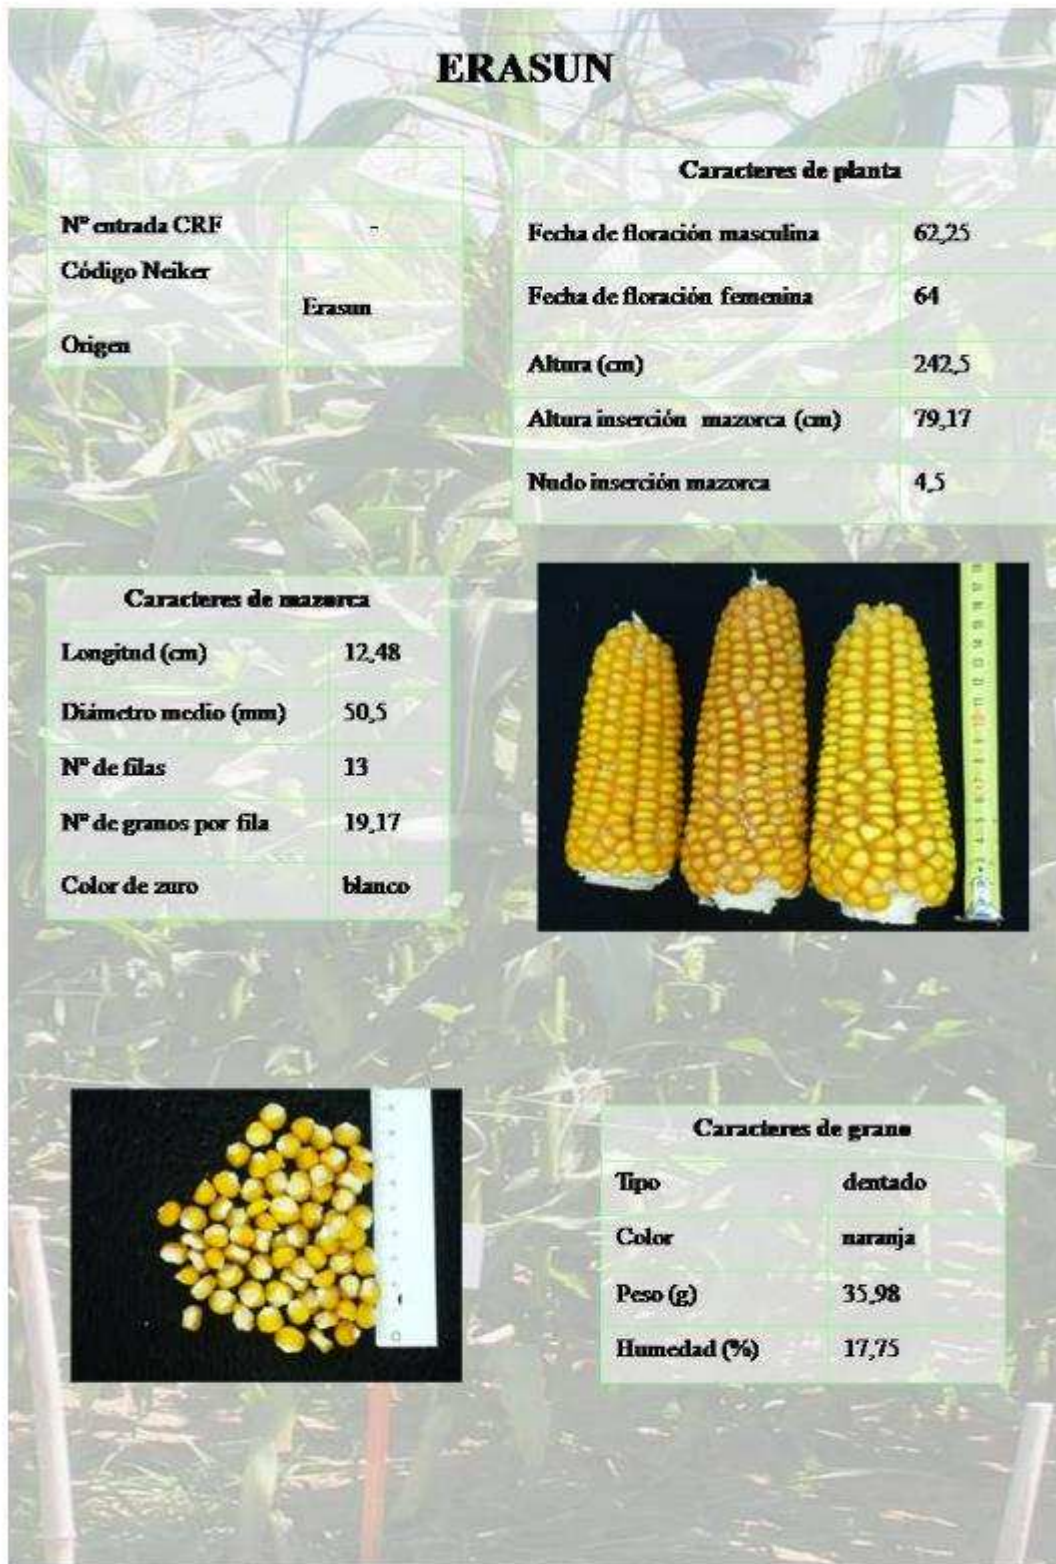 ERASUN
Nº entrada CRF -
Código Neiker
Erasun
Origen
Caracteres de planta
Fecha de floración masculina 62,25
Fecha de floración femenina 64
Altura (cm) 242,5
Altura inserción mazorca (cm) 79,17
Nudo inserción mazorca 4,5
Caracteres de mazorca
Longitud (cm) 12,48
Diámetro medio (mm) 50,5
Nº de filas 13
Nº de granos por fila 19,17
Color de zuro blanco
Caracteres de grano
Tipo dentado
Color naranja
Peso (g) 35,98
Humedad (%) 17,75